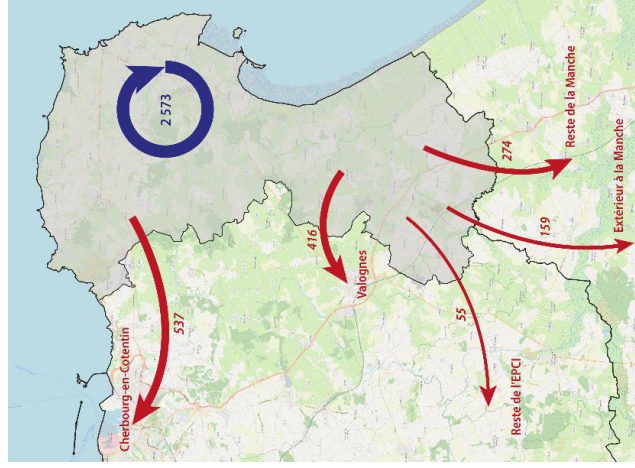 2 573
Cherbourg-en-Cotentin
537
416
Valognes
274
Reste de la Manche
159
Extérieur à la Manche
55
Reste de l'EPCI